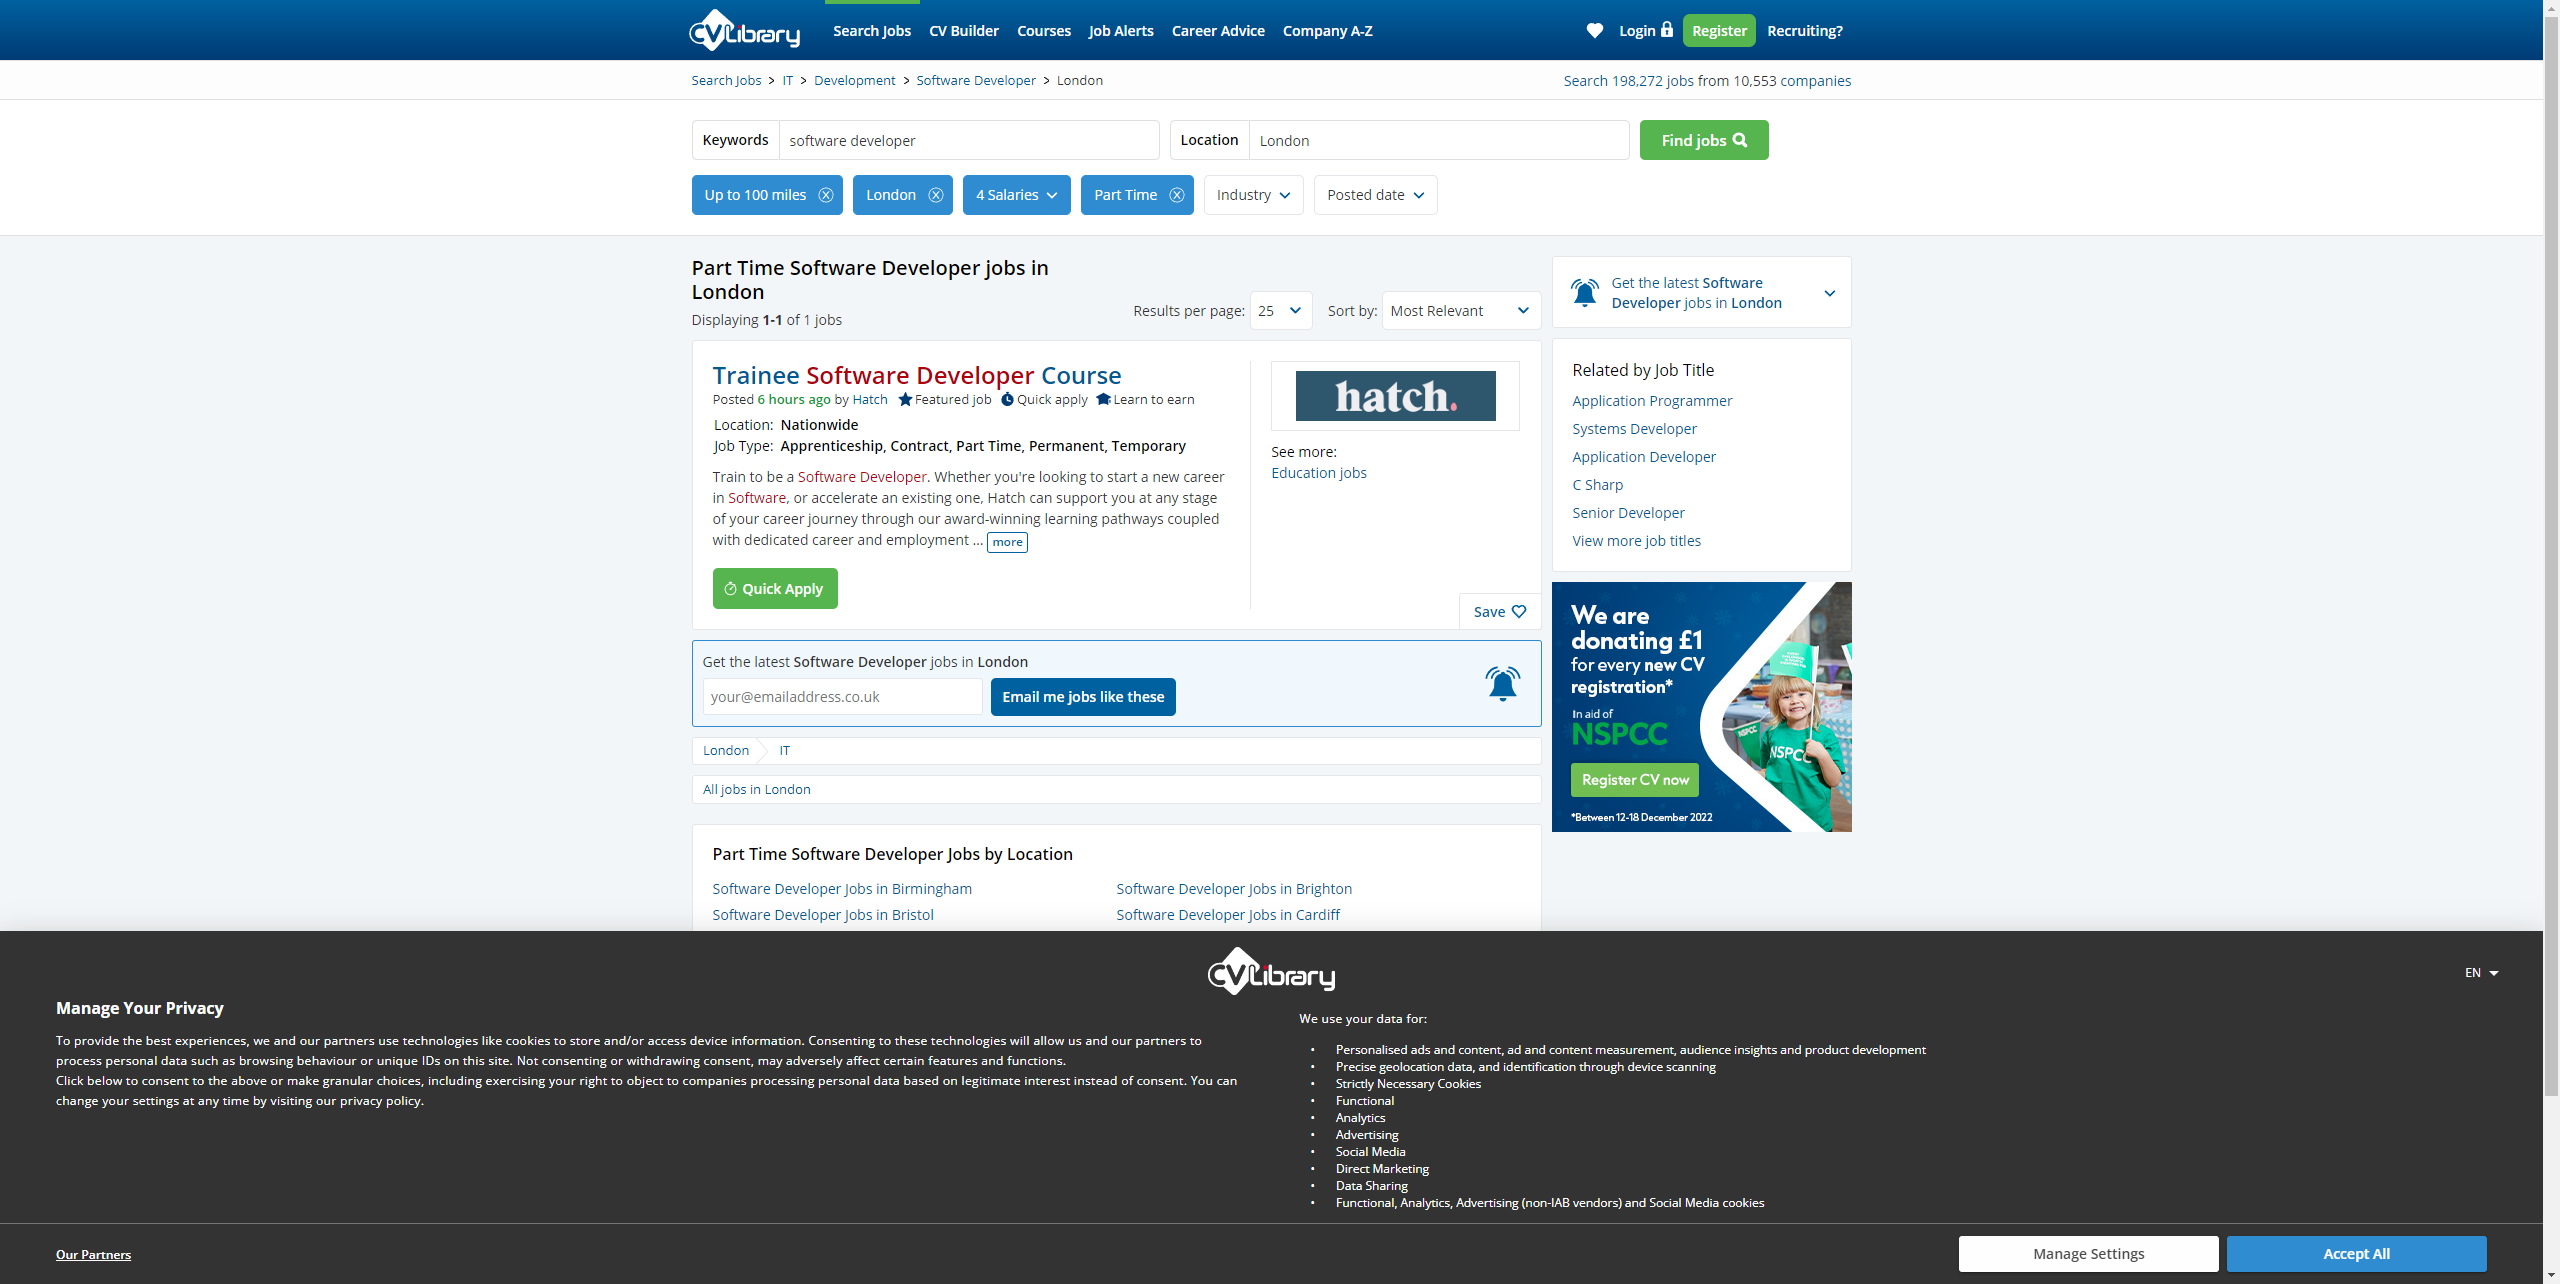 CVLibrary
Search Jobs CV Builder Courses Job Alerts Career Advice Company A-Z Login Register Recruiting?
Search Jobs > IT > Development > Software Developer > London
Search 198,272 jobs from 10,553 companies
Keywords software developer Location London Find jobs
Up to 100 miles London 4 Salaries Part Time Industry Posted date
Part Time Software Developer jobs in
London
Displaying 1-1 of 1 jobs
Results per page: 25 Sort by: Most Relevant
Trainee Software Developer Course
Posted 6 hours ago by Hatch Featured job Quick apply Learn to earn
Location: Nationwide
Job Type: Apprenticeship, Contract, Part Time, Permanent, Temporary
Train to be a Software Developer. Whether you're looking to start a new career
in Software, or accelerate an existing one, Hatch can support you at any stage
of your career journey through our award-winning learning pathways coupled
with dedicated career and employment ... more
Quick Apply
hatch.
See more:
Education jobs
Save
Get the latest Software Developer jobs in London
your@emailaddress.co.uk Email me jobs like these
London IT
All jobs in London
Part Time Software Developer Jobs by Location
Software Developer Jobs in Birmingham Software Developer Jobs in Brighton
Software Developer Jobs in Bristol Software Developer Jobs in Cardiff
Get the latest Software
Developer jobs in London
Related by Job Title
Application Programmer
Systems Developer
Application Developer
C Sharp
Senior Developer
View more job titles
We are
donating £1
for every new CV
registration*
In aid of
NSPCC
Register CV now
*Between 12-18 December 2022
NSPCC
NSPCC
CVLibrary
EN
Manage Your Privacy
To provide the best experiences, we and our partners use technologies like cookies to store and/or access device information. Consenting to these technologies will allow us and our partners to
process personal data such as browsing behaviour or unique IDs on this site. Not consenting or withdrawing consent, may adversely affect certain features and functions.
Click below to consent to the above or make granular choices, including exercising your right to object to companies processing personal data based on legitimate interest instead of consent. You can
change your settings at any time by visiting our privacy policy.
We use your data for:
• Personalised ads and content, ad and content measurement, audience insights and product development
• Precise geolocation data, and identification through device scanning
• Strictly Necessary Cookies
• Functional
• Analytics
• Advertising
• Social Media
• Direct Marketing
• Data Sharing
• Functional, Analytics, Advertising (non-IAB vendors) and Social Media cookies
Our Partners
Manage Settings Accept All